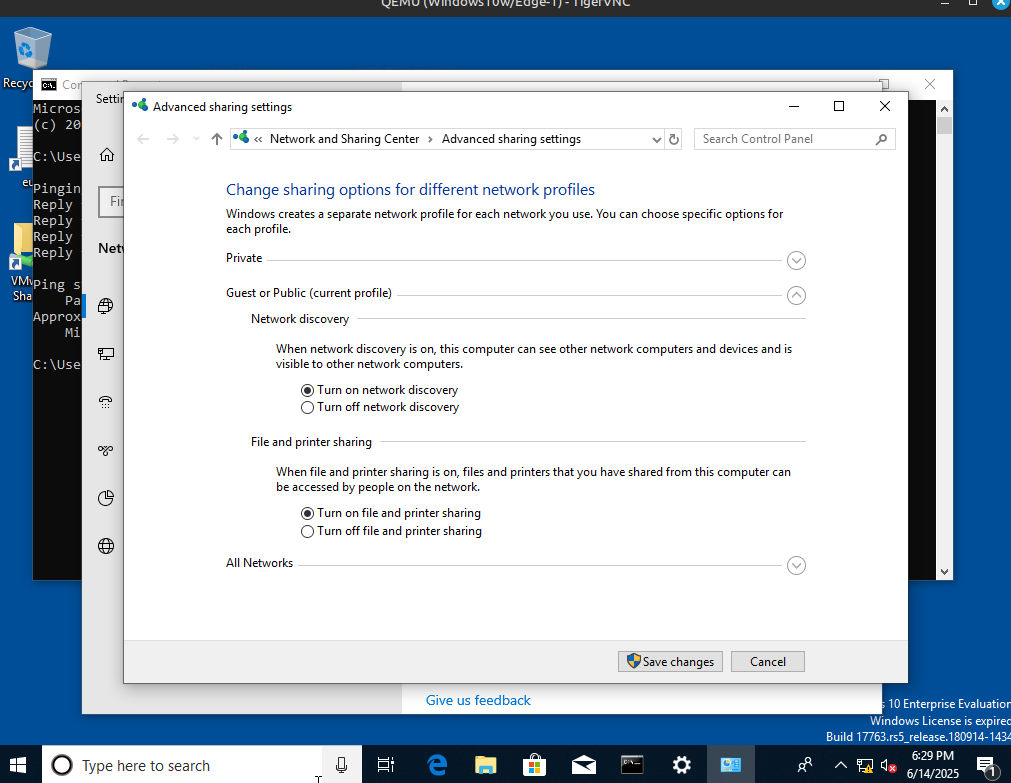 QEMU (Windows10w/Edge-1) - TigerVNC
Recyc
Micros
(c) 20
C:\Use
Pingin
Reply
Reply
Reply
Reply
Ping s
Pa
Approx
Mi
C:\Use
Settin
Fin
Netw
VMw
Sha
Advanced sharing settings
« Network and Sharing Center › Advanced sharing settings
Search Control Panel
Change sharing options for different network profiles
Windows creates a separate network profile for each network you use. You can choose specific options for
each profile.
Private
Guest or Public (current profile)
Network discovery
When network discovery is on, this computer can see other network computers and devices and is
visible to other network computers.
Turn on network discovery
Turn off network discovery
File and printer sharing
When file and printer sharing is on, files and printers that you have shared from this computer can
be accessed by people on the network.
Turn on file and printer sharing
Turn off file and printer sharing
All Networks
Save changes
Cancel
Give us feedback
s 10 Enterprise Evaluation
Windows License is expired
Build 17763.rs5_release.180914-1434
Type here to search
6:29 PM
6/14/2025
1